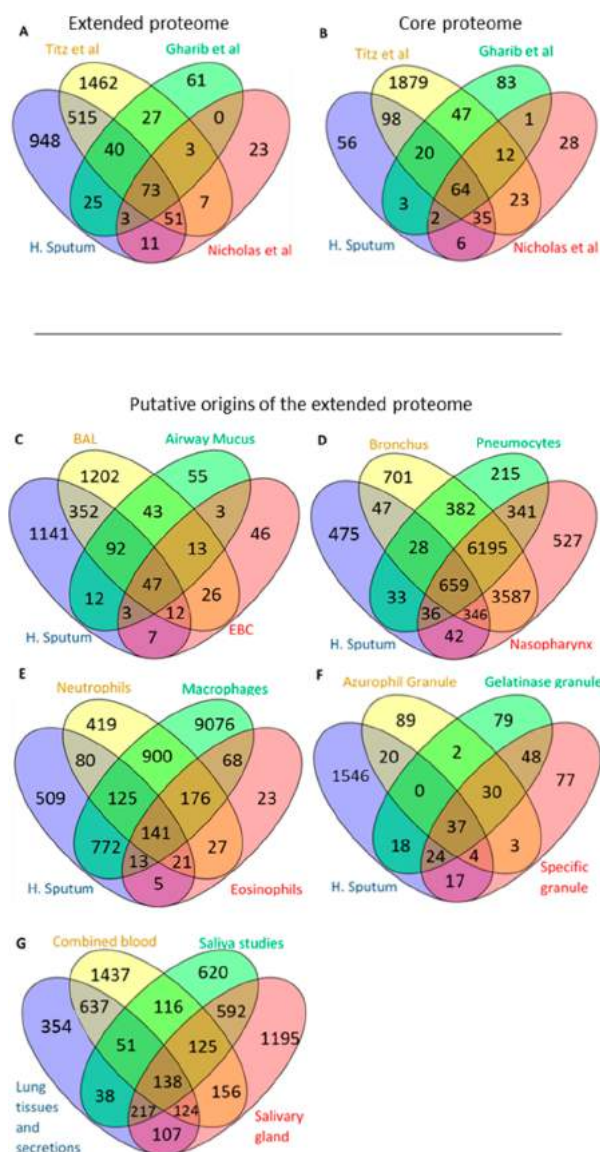 Extended proteome
Core proteome
A
Titz et al
Gharib et al
1462
61
515
27
0
948
40
3
23
73
25
7
3
51
11
H. Sputum
Nicholas et al
B
Titz et al
Gharib et al
1879
83
98
47
1
56
20
12
28
64
3
23
2
35
6
H. Sputum
Nicholas et al
Putative origins of the extended proteome
C
BAL
Airway Mucus
1202
55
352
43
3
1141
92
13
46
47
12
26
3
12
7
H. Sputum
EBC
D
Bronchus
Pneumocytes
701
215
47
382
341
475
28
6195
527
659
33
3587
36
346
42
H. Sputum
Nasopharynx
E
Neutrophils
Macrophages
419
9076
80
900
68
509
125
176
23
141
772
27
13
21
5
H. Sputum
Eosinophils
F
Azurophil Granule
Gelatinase granule
89
79
20
2
48
1546
0
30
77
37
18
3
24
4
17
H. Sputum
Specific
granule
G
Combined blood
Saliva studies
1437
620
637
116
592
354
51
125
1195
138
38
156
217
124
107
Lung
tissues
and
secretions
Salivary
gland